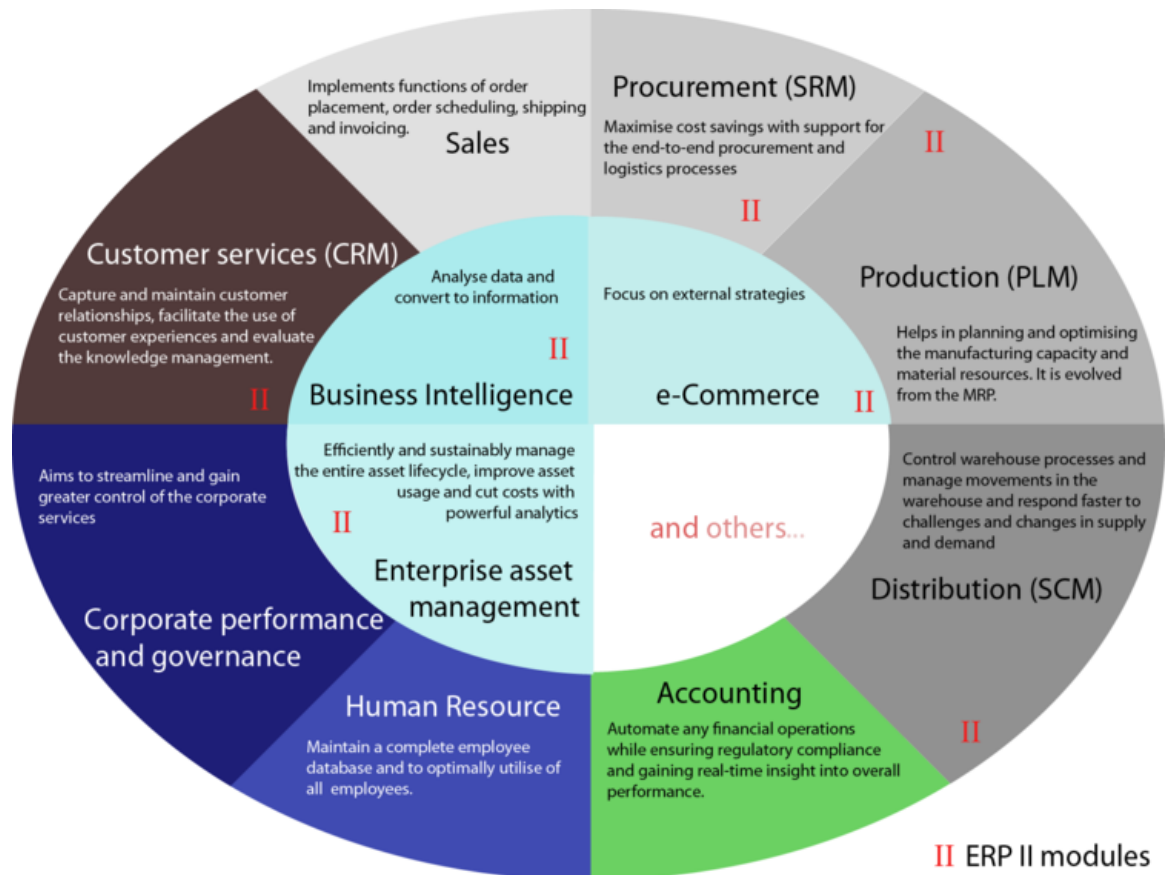 Implements functions of order
placement, order scheduling, shipping
and invoicing.
Sales
Procurement (SRM)
Maximise cost savings with support for
the end-to-end procurement and
logistics processes
II
II
Production (PLM)
Helps in planning and optimising
the manufacturing capacity and
material resources. It is evolved
from the MRP.
Customer services (CRM)
Capture and maintain customer
relationships, facilitate the use of
customer experiences and evaluate
the knowledge management.
II
Analyse data and
convert to information
II
Business Intelligence
Focus on external strategies
e-Commerce
II
Aims to streamline and gain
greater control of the corporate
services
Corporate performance
and governance
Efficiently and sustainably manage
the entire asset lifecycle, improve asset
usage and cut costs with
powerful analytics
II
Enterprise asset
management
and others...
Control warehouse processes and
manage movements in the
warehouse and respond faster to
challenges and changes in supply
and demand
Distribution (SCM)
II
Human Resource
Maintain a complete employee
database and to optimally utilise of
all employees.
Accounting
Automate any financial operations
while ensuring regulatory compliance
and gaining real-time insight into overall
performance.
II ERP II modules